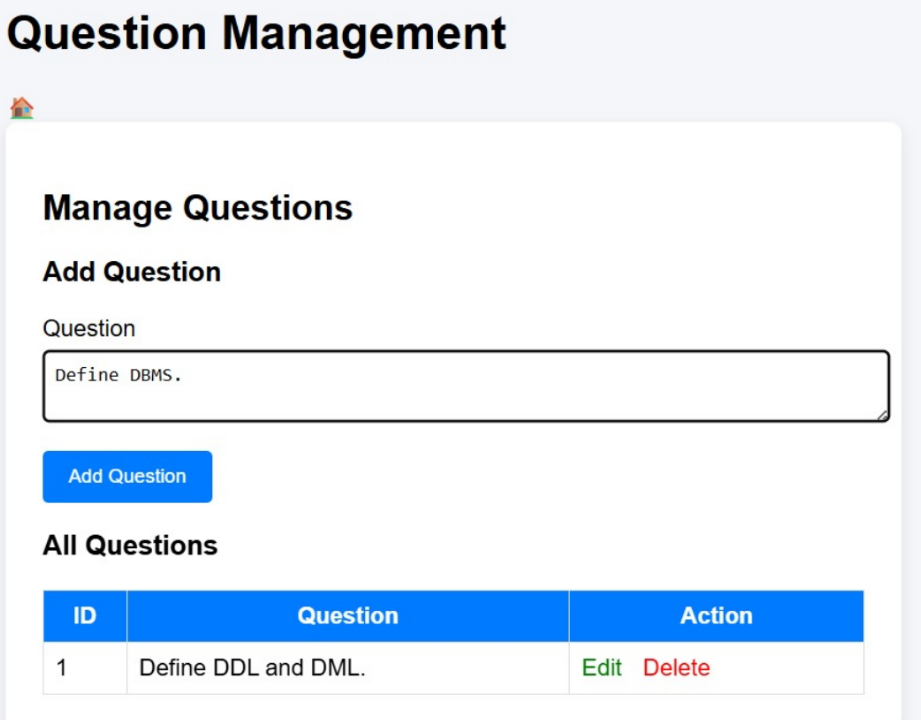 Question Management
Manage Questions
Add Question
Question
Define DBMS.
Add Question
All Questions
ID Question Action
1 Define DDL and DML. Edit Delete